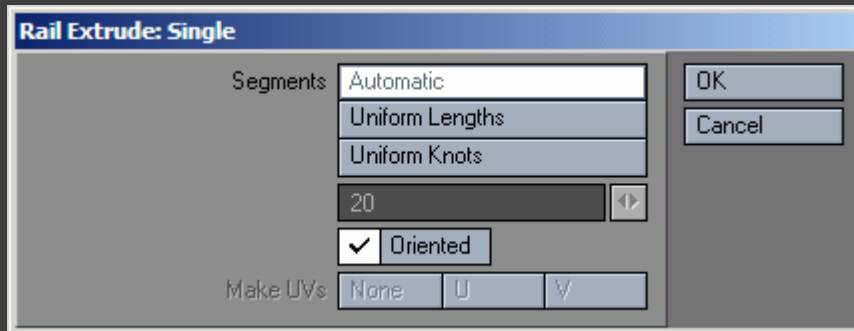 Rail Extrude: Single
Segments Automatic OK
Uniform Lengths Cancel
Uniform Knots
20
Oriented
Make UVs None U V